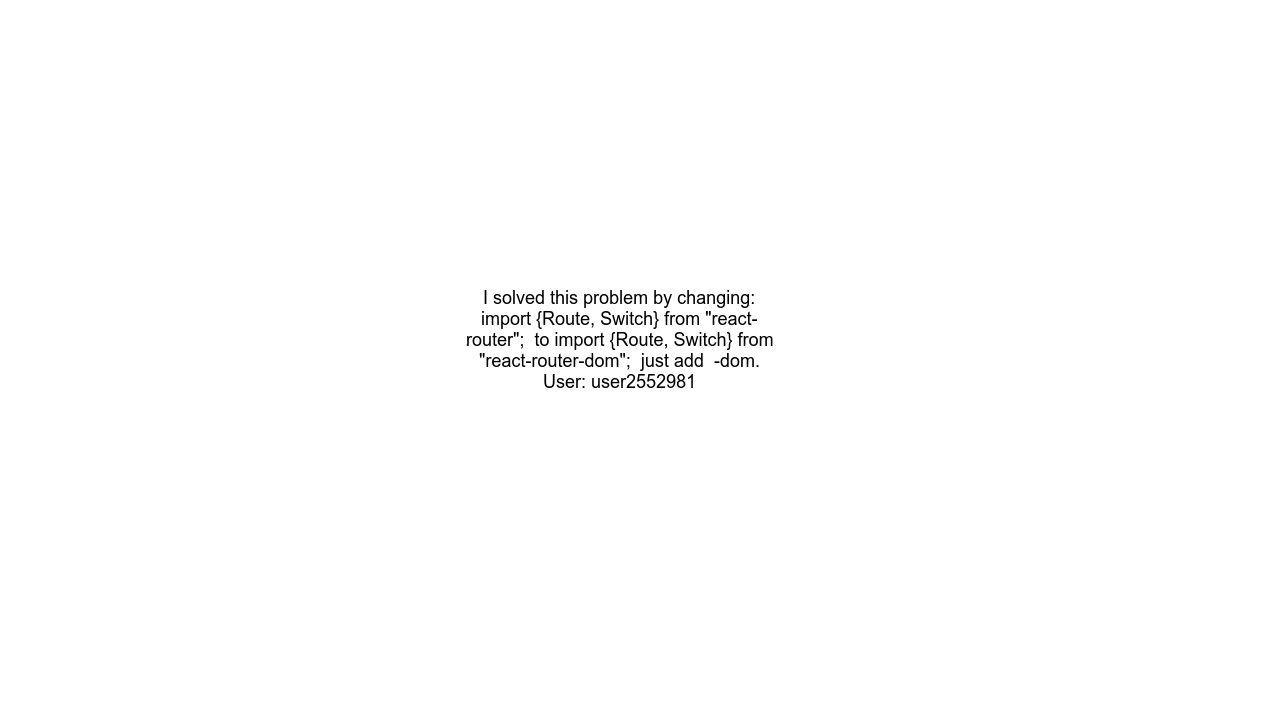 I solved this problem by changing:
import {Route, Switch} from "react-
router";  to import {Route, Switch} from
"react-router-dom";  just add  -dom.
User: user2552981